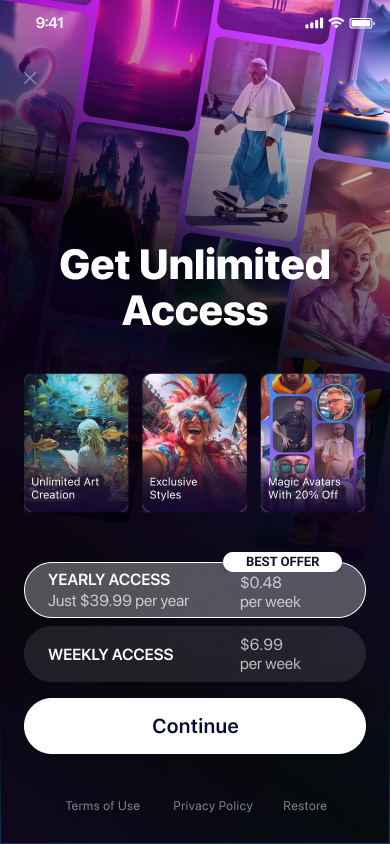 9:41
Get Unlimited
Access
Unlimited Art
Creation
Exclusive
Styles
Magic Avatars
With 20% Off
BEST OFFER
YEARLY ACCESS
Just $39.99 per year
$0.48
per week
WEEKLY ACCESS
$6.99
per week
Continue
Terms of Use
Privacy Policy
Restore